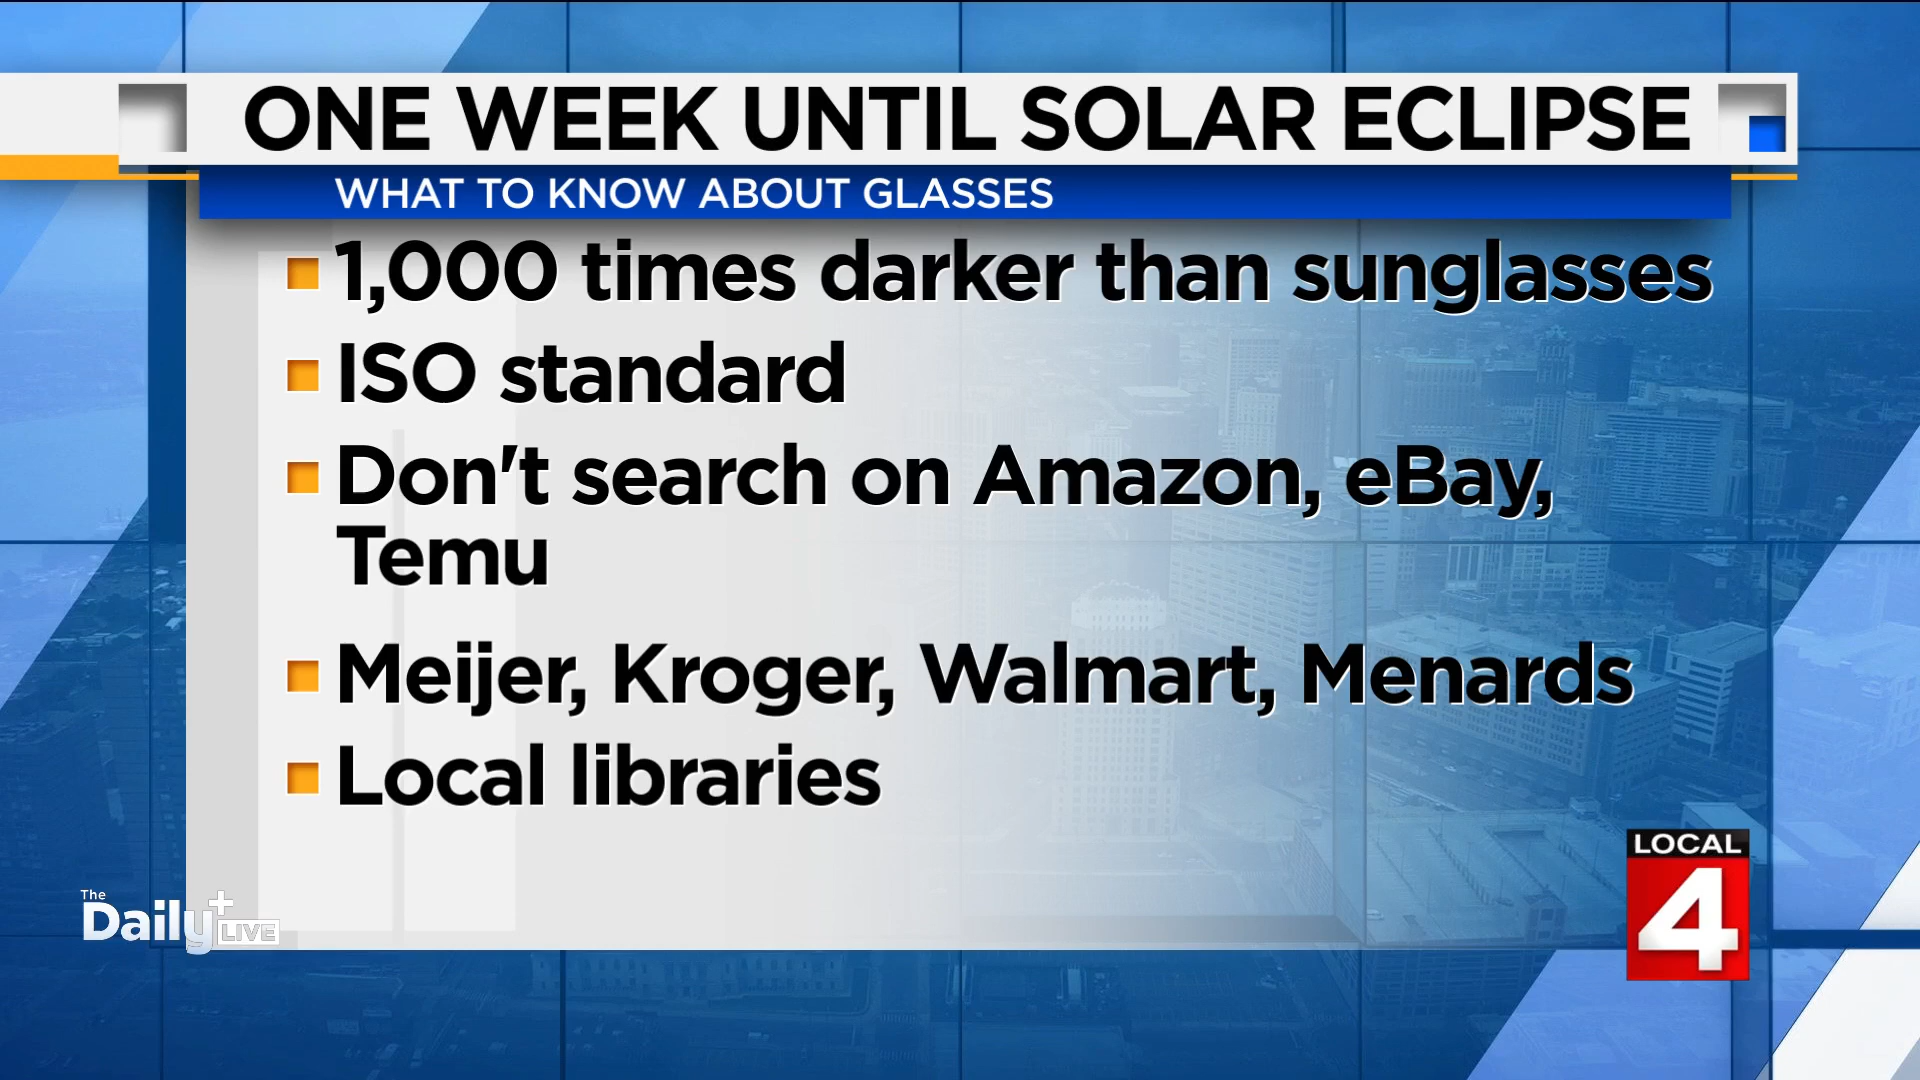 ONE WEEK UNTIL SOLAR ECLIPSE
WHAT TO KNOW ABOUT GLASSES
1,000 times darker than sunglasses
ISO standard
Don't search on Amazon, eBay,
Temu
Meijer, Kroger, Walmart, Menards
Local libraries
The
Daily+
LIVE
LOCAL
4